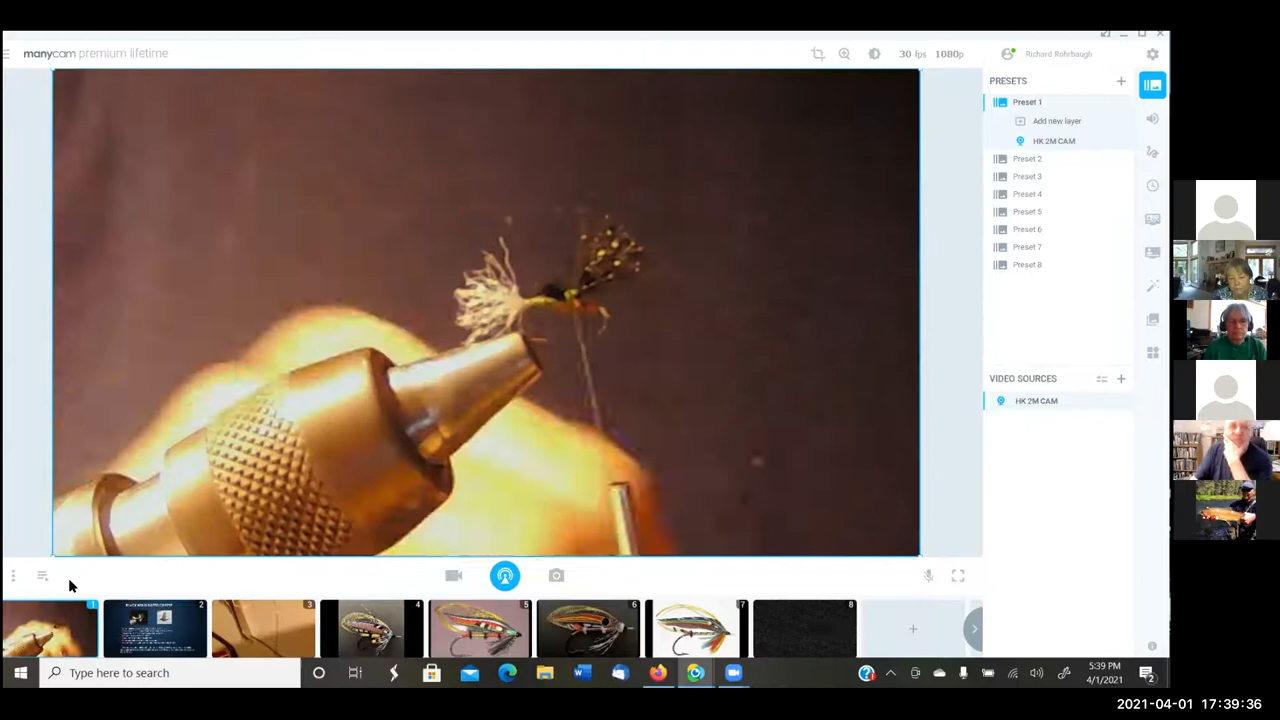 manycam premium lifetime
30 fps 1080p
Richard Rohrbaugh
PRESETS
Preset 1
Add new layer
HK 2M CAM
Preset 2
Preset 3
Preset 4
Preset 5
Preset 6
Preset 7
Preset 8
VIDEO SOURCES
HK 2M CAM
1
2
3
4
5
6
7
8
Type here to search
5:39 PM
4/1/2021
2
2021-04-01 17:39:36